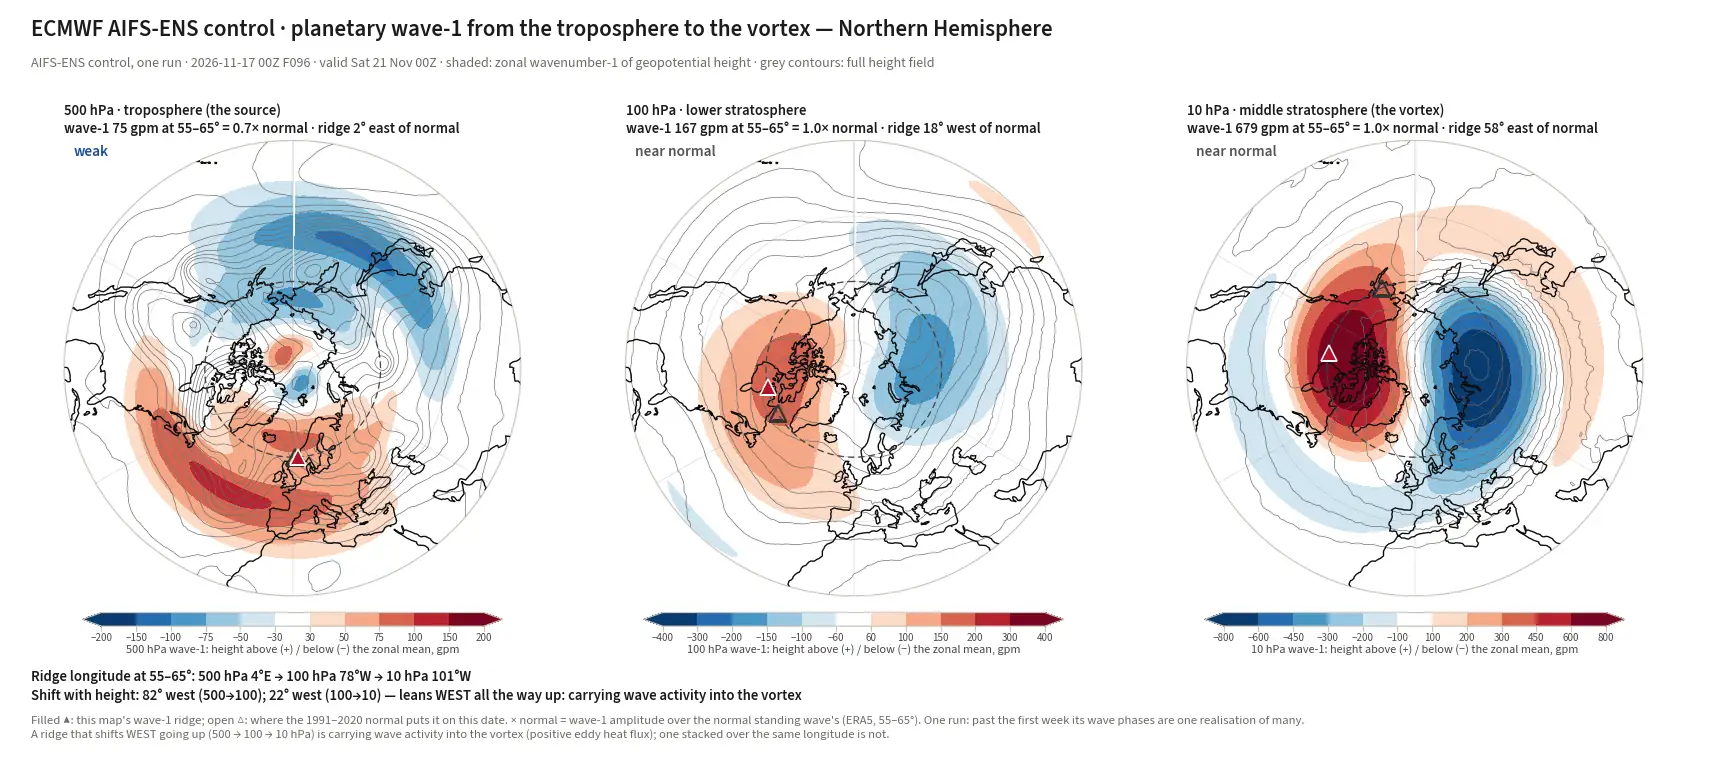 ECMWF AIFS-ENS control · planetary wave-1 from the troposphere to the vortex — Northern Hemisphere
AIFS-ENS control, one run · 2026-11-17 00Z F096 · valid Sat 21 Nov 00Z · shaded: zonal wavenumber-1 of geopotential height · grey contours: full height field
500 hPa · troposphere (the source)
wave-1 75 gpm at 55–65° = 0.7× normal · ridge 2° east of normal
weak
100 hPa · lower stratosphere
wave-1 167 gpm at 55–65° = 1.0× normal · ridge 18° west of normal
near normal
10 hPa · middle stratosphere (the vortex)
wave-1 679 gpm at 55–65° = 1.0× normal · ridge 58° east of normal
near normal
−200 −150 −100 −75 −50 −30 30 50 75 100 150 200
500 hPa wave-1: height above (+) / below (−) the zonal mean, gpm
−400 −300 −200 −150 −100 −60 60 100 150 200 300 400
100 hPa wave-1: height above (+) / below (−) the zonal mean, gpm
−800 −600 −450 −300 −200 −100 100 200 300 450 600 800
10 hPa wave-1: height above (+) / below (−) the zonal mean, gpm
Ridge longitude at 55–65°: 500 hPa 4°E → 100 hPa 78°W → 10 hPa 101°W
Shift with height: 82° west (500→100); 22° west (100→10) — leans WEST all the way up: carrying wave activity into the vortex
Filled ▲: this map's wave-1 ridge; open △: where the 1991–2020 normal puts it on this date. × normal = wave-1 amplitude over the normal standing wave's (ERA5, 55–65°). One run: past the first week its wave phases are one realisation of many.
A ridge that shifts WEST going up (500 → 100 → 10 hPa) is carrying wave activity into the vortex (positive eddy heat flux); one stacked over the same longitude is not.